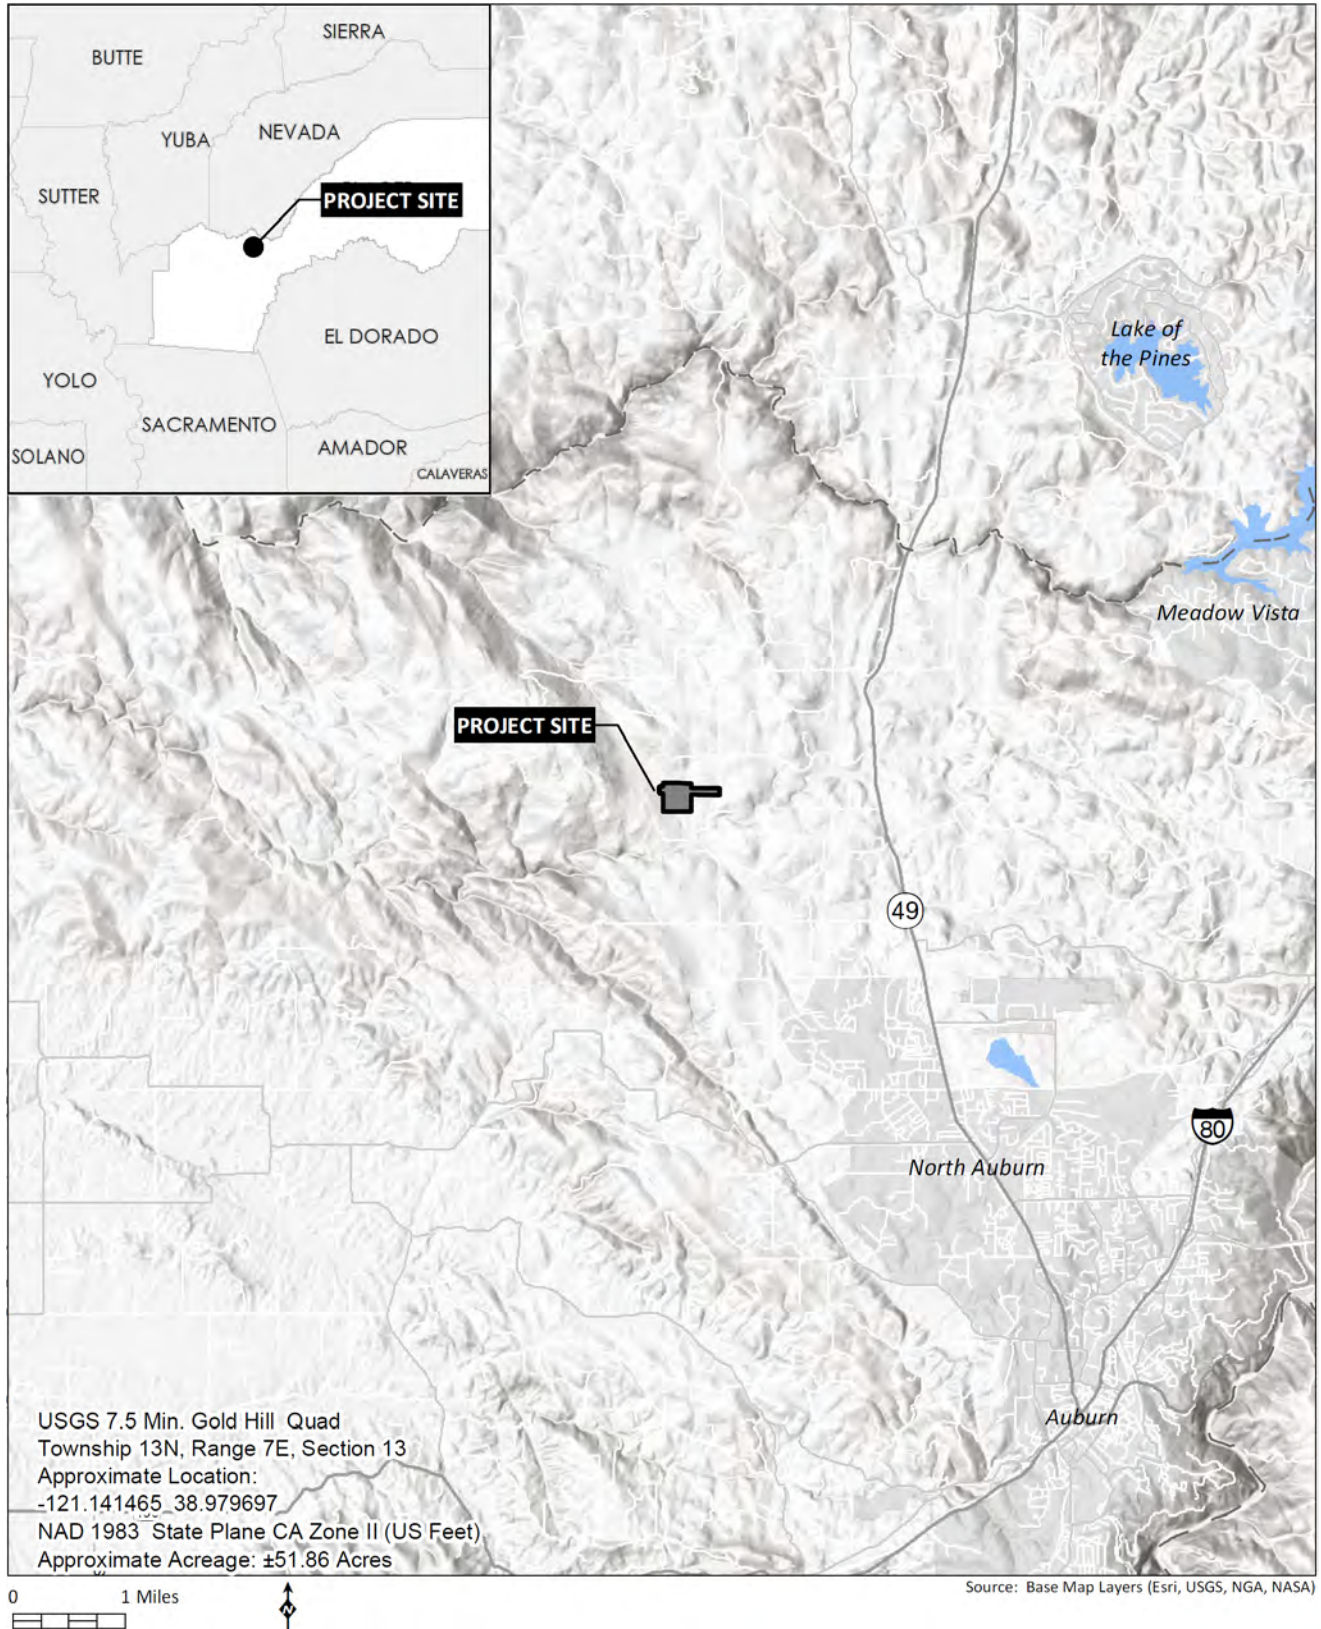 SIERRA
BUTTE
YUBA
NEVADA
SUTTER
PROJECT SITE
EL DORADO
YOLO
SACRAMENTO
AMADOR
SOLANO
CALAVERAS
Lake of
the Pines
Meadow Vista
PROJECT SITE
49
80
North Auburn
Auburn
USGS 7.5 Min. Gold Hill Quad
Township 13N, Range 7E, Section 13
Approximate Location:
-121.141465 38.979697
NAD 1983 State Plane CA Zone II (US Feet)
Approximate Acreage: ±51.86 Acres
0 1 Miles
N
Source: Base Map Layers (Esri, USGS, NGA, NASA)